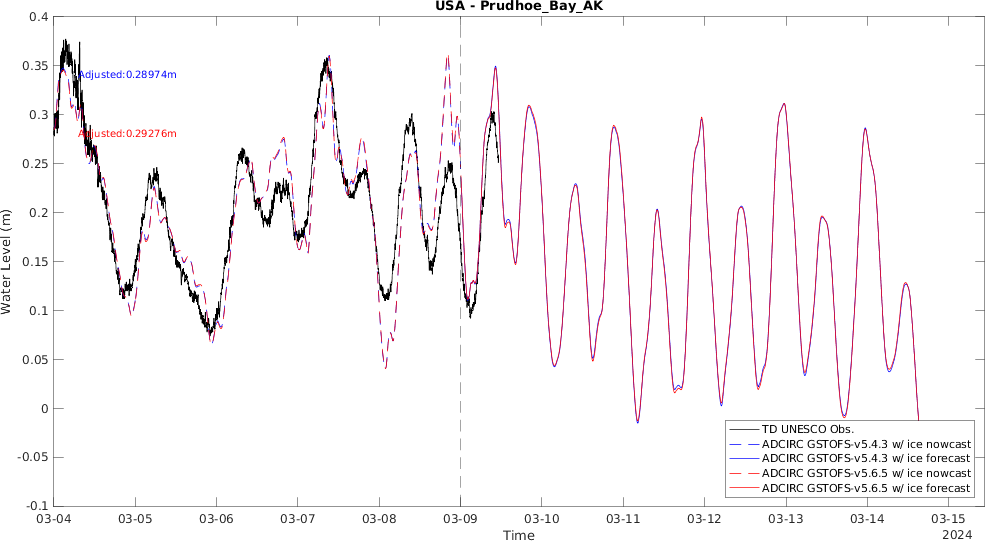 USA - Prudhoe_Bay_AK
0.4
0.35
0.3
0.25
0.2
0.15
0.1
0.05
0
-0.05
-0.1
Water Level (m)
Adjusted:0.28974m
Adjusted:0.29276m
TD UNESCO Obs.
ADCIRC GSTOFS-v5.4.3 w/ ice nowcast
ADCIRC GSTOFS-v5.4.3 w/ ice forecast
ADCIRC GSTOFS-v5.6.5 w/ ice nowcast
ADCIRC GSTOFS-v5.6.5 w/ ice forecast
03-04 03-05 03-06 03-07 03-08 03-09 03-10 03-11 03-12 03-13 03-14 03-15
Time
2024